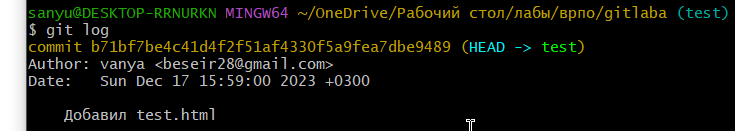 sanyu@DESKTOP-RRNURKN MINGW64 ~/OneDrive/Рабочий стол/лабы/врпо/gitlaba (test)
$ git log
commit b71bf7be4c41d4f2f51af4330f5a9fea7dbe9489 (HEAD -> test)
Author: vanya <beseir28@gmail.com>
Date:   Sun Dec 17 15:59:00 2023 +0300
Добавил test.html